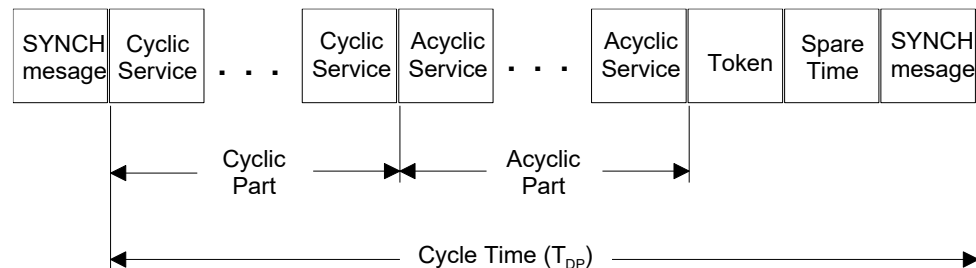 SYNCH
mesage
Cyclic
Service
. . .
Cyclic
Service
Acyclic
Service
. . .
Acyclic
Service
Token
Spare
Time
SYNCH
mesage
Cyclic
Part
Acyclic
Part
Cycle Time (T_DP)